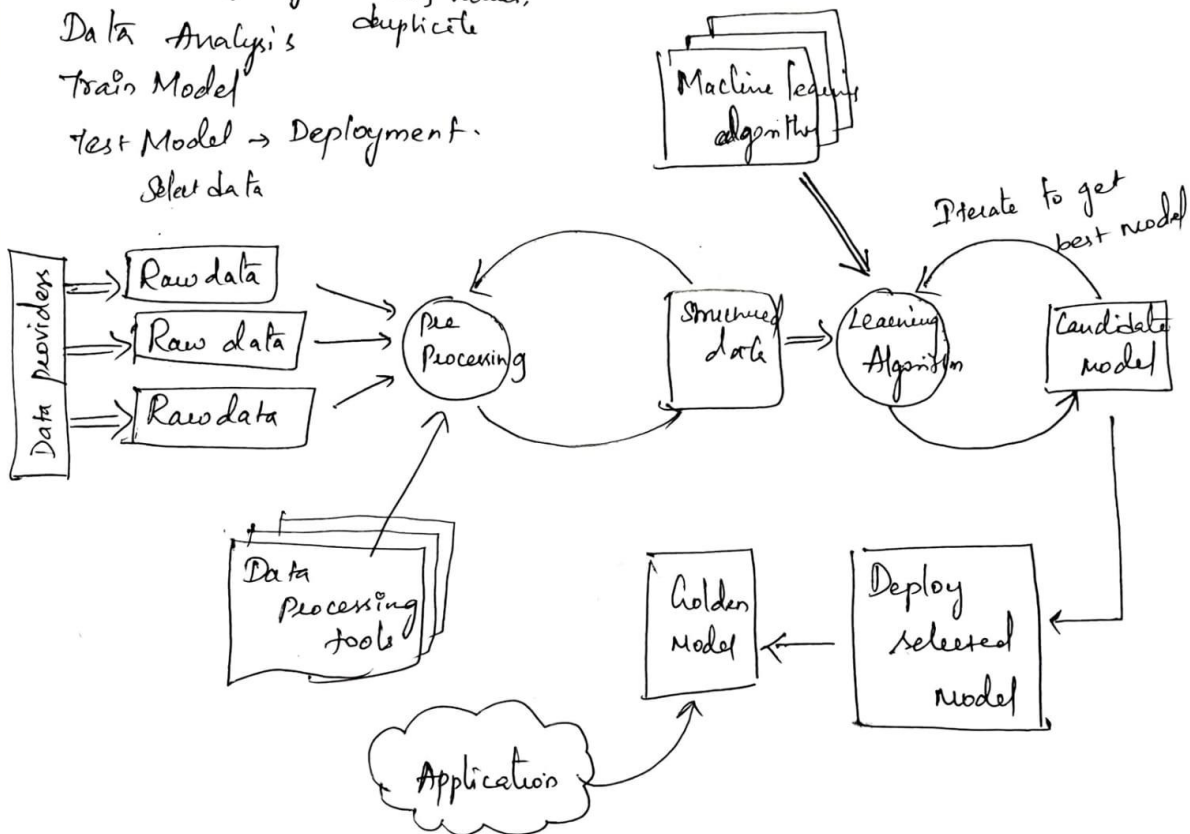 duplicate
Data Analysis
Train Model
Test Model → Deployment.
Select data
Machine learning
algorithm
Iterate to get
best model
Data providers
Raw data
Raw data
Raw data
Pre
Processing
Structured
data
Learning
Algorithm
Candidate
Model
Data
Processing
tools
Golden
Model
Deploy
selected
Model
Application